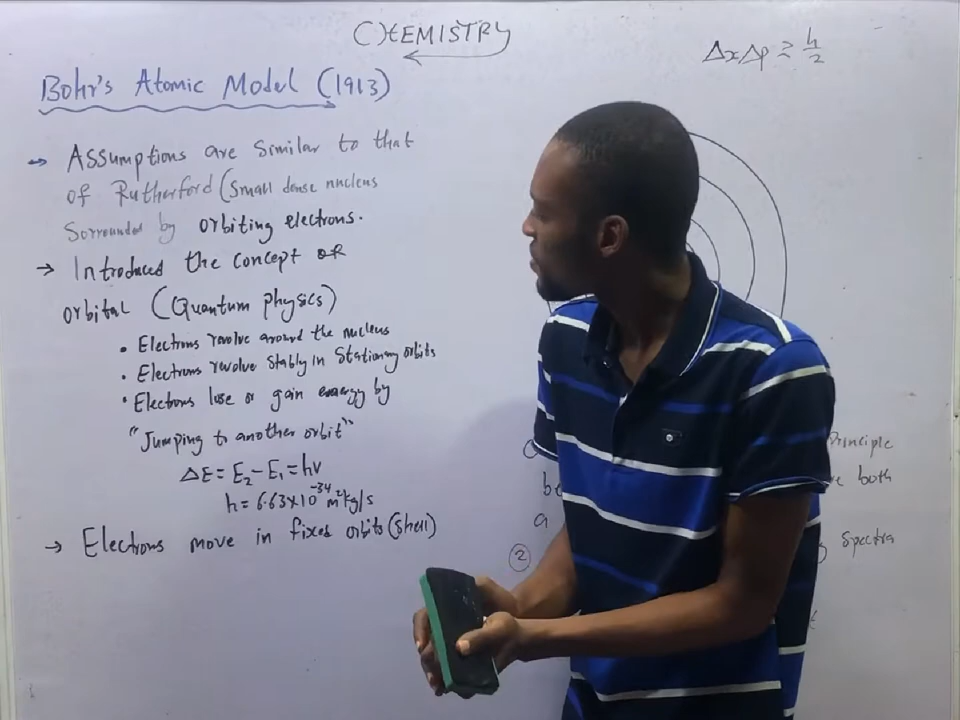 CHEMISTRY
ΔxΔp ≥ h/2
Bohr's Atomic Model (1913)
→ Assumptions are similar to that
of Rutherford (Small dense nucleus
Sorrounded by orbiting electrons.
→ Introduced the concept of
orbital (Quantum physics)
• Electrons revolve around the nucleus
• Electrons revolve stably in Stationary orbits
• Electrons lose or gain energy by
"Jumping to another orbit"
ΔE = E₂ - E₁ = hν
h = 6.63×10⁻³⁴ m²kg/s
→ Electrons move in fixed orbits (Shell)
Principle
both
a
② spectra